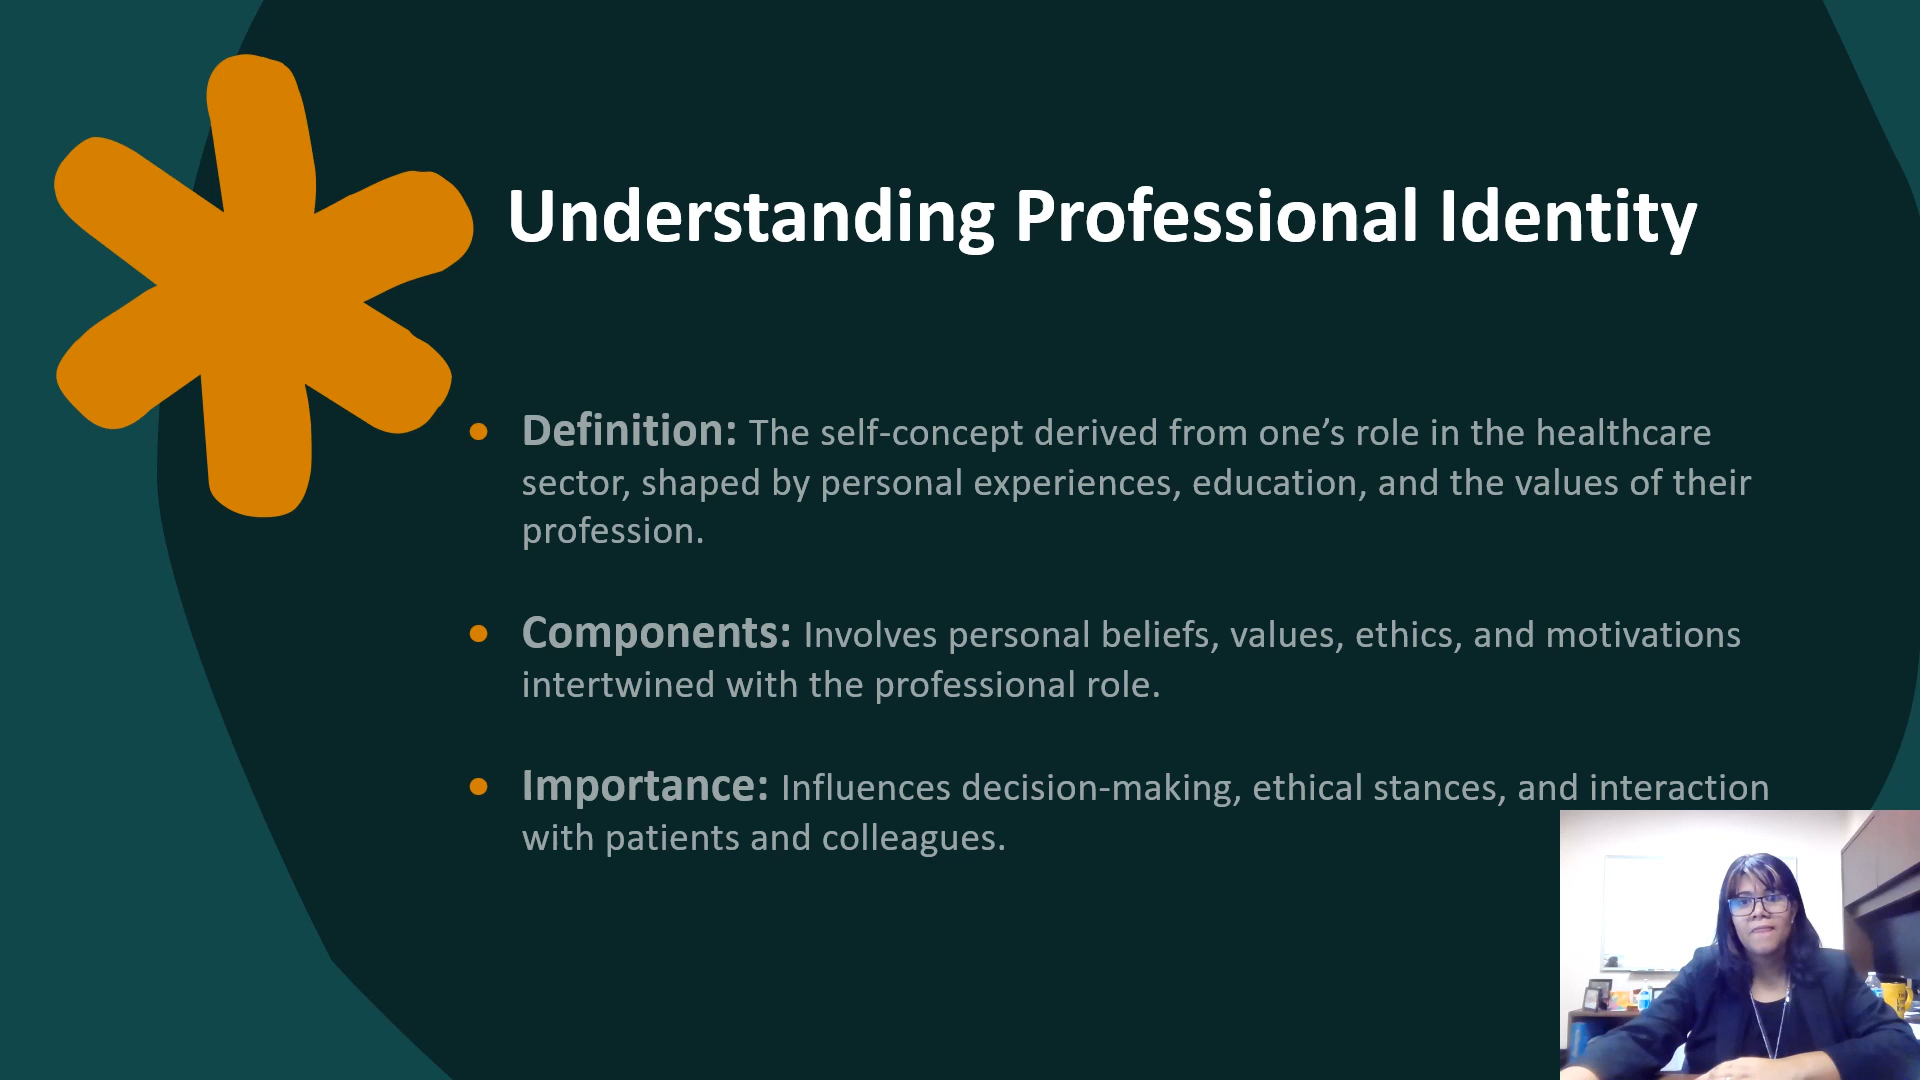 Understanding Professional Identity
Definition: The self-concept derived from one’s role in the healthcare
sector, shaped by personal experiences, education, and the values of their
profession.
Components: Involves personal beliefs, values, ethics, and motivations
intertwined with the professional role.
Importance: Influences decision-making, ethical stances, and interaction
with patients and colleagues.